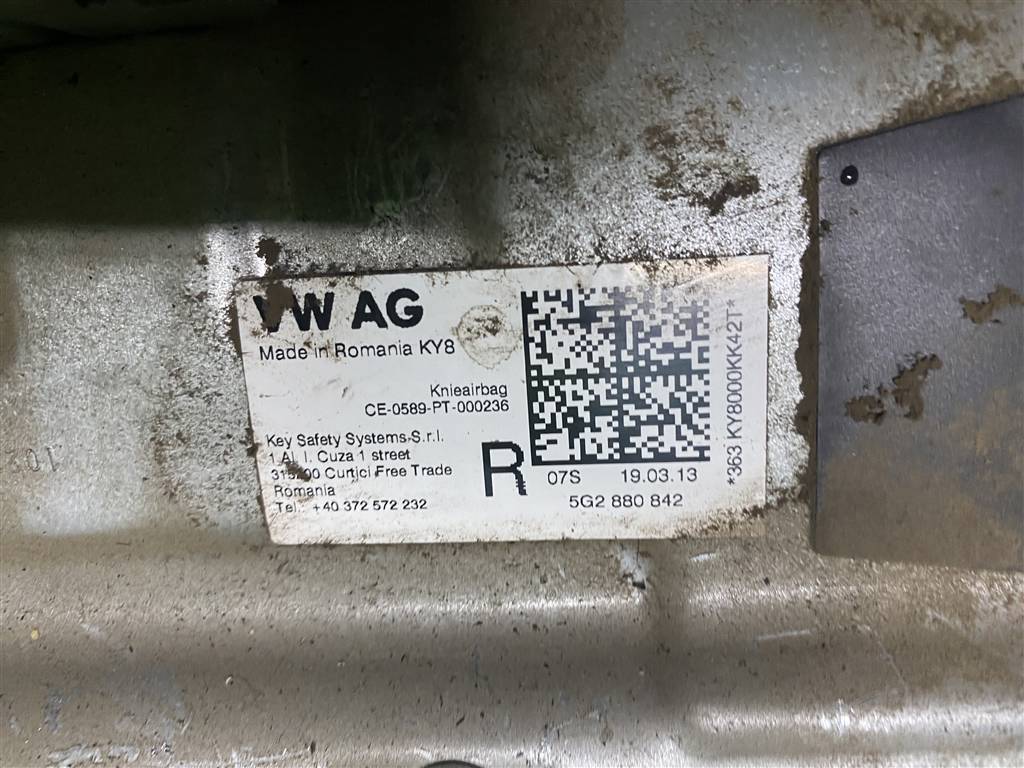 VW AG
Made in Romania KY8
Knieairbag
CE-0589-PT-000236
Key Safety Systems S.r.l.
1 Al. I. Cuza 1 street
Curtici Free Trade
Romania
Tel.: +40 372 572 232
R
07S 19.03.13
5G2 880 842
*363 KY8000KK42T*